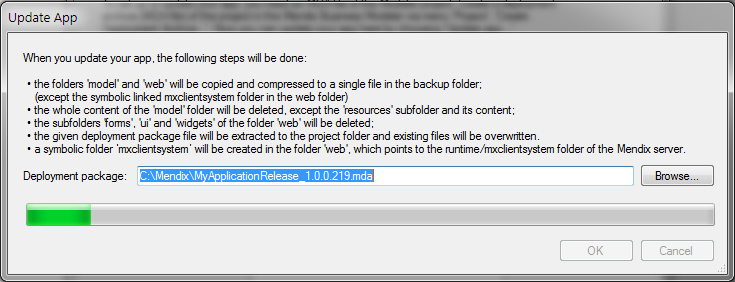 Update App
When you update your app, the following steps will be done:
• the folders 'model' and 'web' will be copied and compressed to a single file in the backup folder;
(except the symbolic linked mxclientsystem folder in the web folder)
• the whole content of the 'model' folder will be deleted, except the 'resources' subfolder and its content;
• the subfolders 'forms', 'ui' and 'widgets' of the folder 'web' will be deleted;
• the given deployment package file will be extracted to the project folder and existing files will be overwritten.
• a symbolic folder 'mxclientsystem' will be created in the folder 'web', which points to the runtime/mxclientsystem folder of the Mendix server.
Deployment package: C:\Mendix\MyApplicationRelease_1.0.0.219.mda Browse...
OK Cancel